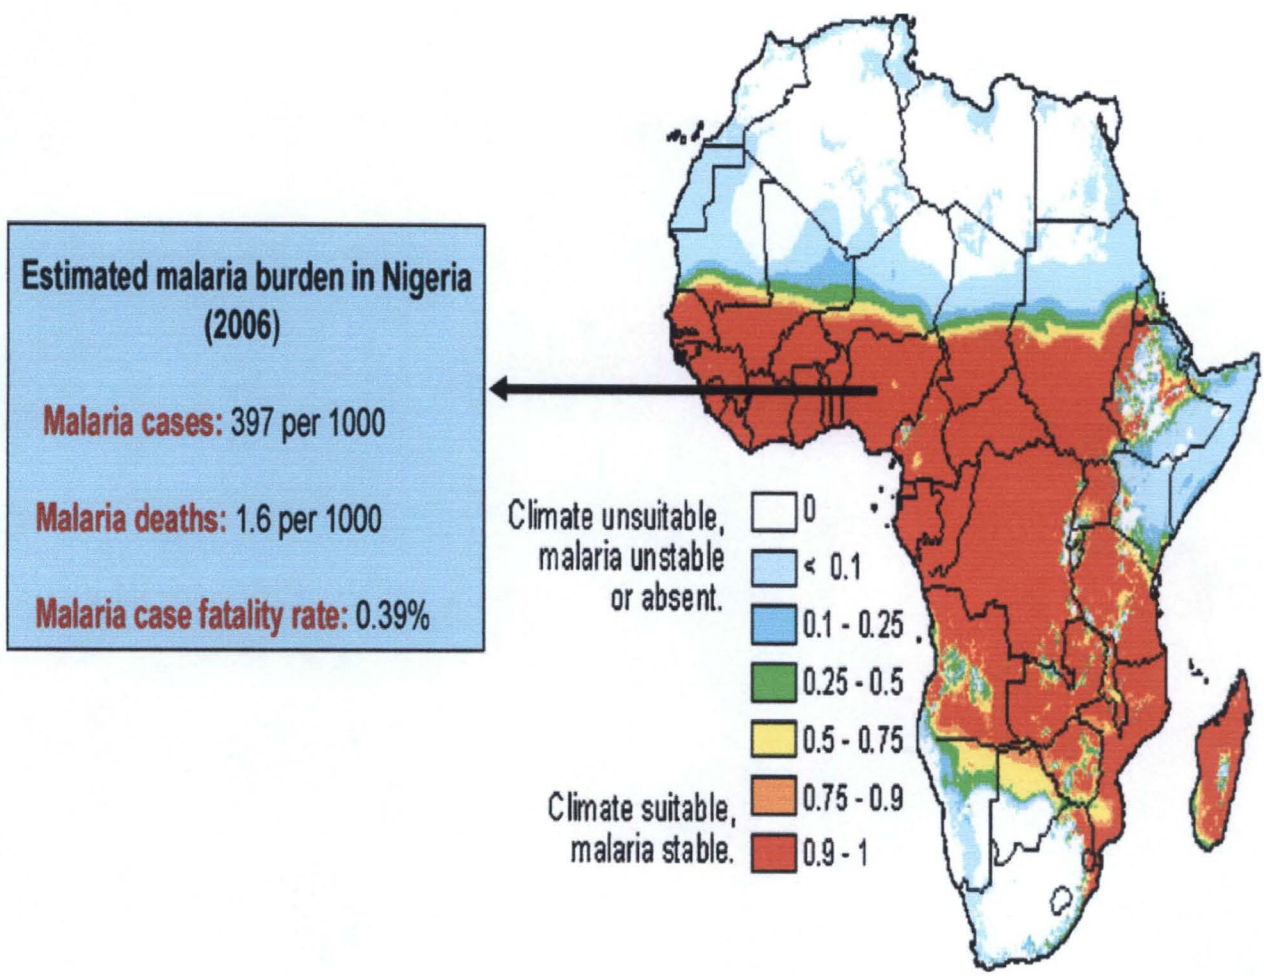 Estimated malaria burden in Nigeria
(2006)
Malaria cases: 397 per 1000
Malaria deaths: 1.6 per 1000
Malaria case fatality rate: 0.39%
Climate unsuitable,
malaria unstable
or absent.
0
< 0.1
0.1 - 0.25
0.25 - 0.5
0.5 - 0.75
0.75 - 0.9
0.9 - 1
Climate suitable,
malaria stable.